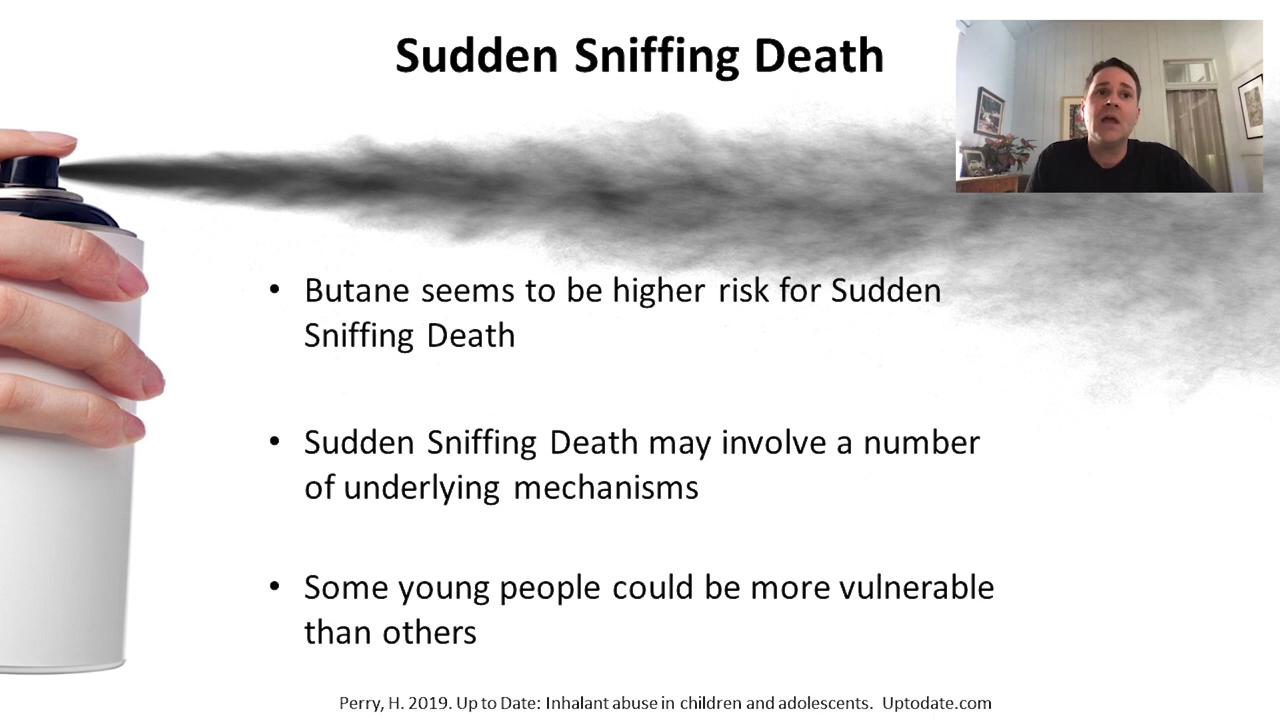 Sudden Sniffing Death
• Butane seems to be higher risk for Sudden
Sniffing Death
• Sudden Sniffing Death may involve a number
of underlying mechanisms
• Some young people could be more vulnerable
than others
Perry, H. 2019. Up to Date: Inhalant abuse in children and adolescents. Uptodate.com